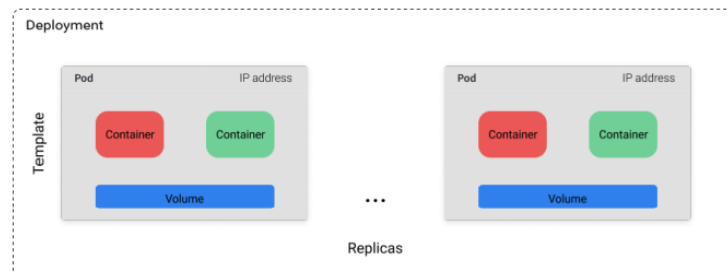 Deployment
Pod IP address
Container Container
Volume
Template
...
Pod IP address
Container Container
Volume
Replicas